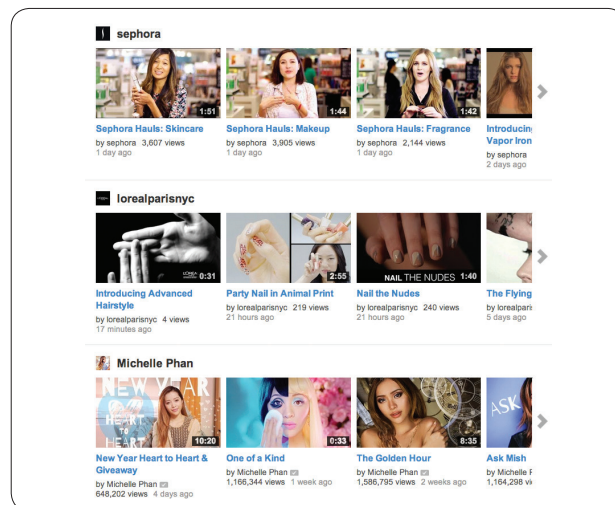 sephora
1:51
1:44
1:42
Sephora Hauls: Skincare
by sephora 3,607 views
1 day ago
Sephora Hauls: Makeup
by sephora 3,905 views
1 day ago
Sephora Hauls: Fragrance
by sephora 2,144 views
1 day ago
Introducing
Vapor Iron
by sephora
2 days ago
lorealparisnyc
0:31
2:55
NAIL THE NUDES 1:40
Introducing Advanced
Hairstyle
by lorealparisnyc 4 views
17 minutes ago
Party Nail in Animal Print
by lorealparisnyc 219 views
21 hours ago
Nail the Nudes
by lorealparisnyc 240 views
21 hours ago
The Flying
by lorealparis
5 days ago
Michelle Phan
NEW YEAR
HEART
TO
HEART
10:20
0:33
8:35
ASK
New Year Heart to Heart &
Giveaway
by Michelle Phan
648,202 views 4 days ago
One of a Kind
by Michelle Phan
1,166,344 views 1 week ago
The Golden Hour
by Michelle Phan
1,586,795 views 2 weeks ago
Ask Mish
by Michelle P
1,164,298 vi